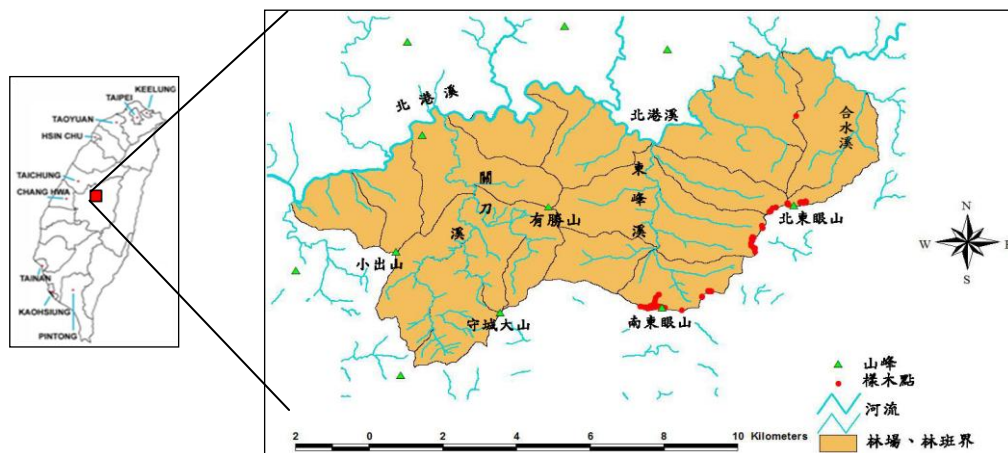 KEELUNG
TAIPEI
TAOYUAN
HSIN CHU
TAICHUNG
CHANG HWA
TAINAN
KAOHSIUNG
PINTONG
北港溪
北港溪
合水溪
關刀溪
東峰溪
有勝山
北東眼山
小出山
守城大山
南東眼山
N
W
E
S
山峰
樣木點
河流
林場、林班界
2 0 2 4 6 8 10 Kilometers